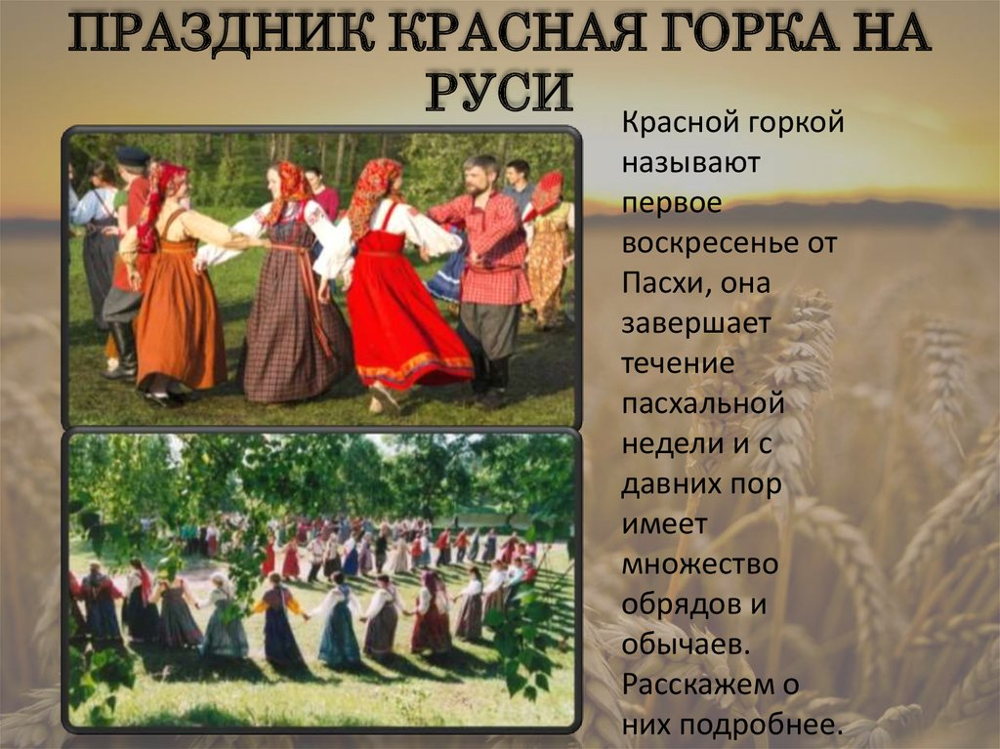 ПРАЗДНИК КРАСНАЯ ГОРКА НА
РУСИ
Красной горкой
называют
первое
воскресенье от
Пасхи, она
завершает
течение
пасхальной
недели и с
давних пор
имеет
множество
обрядов и
обычаев.
Расскажем о
них подробнее.